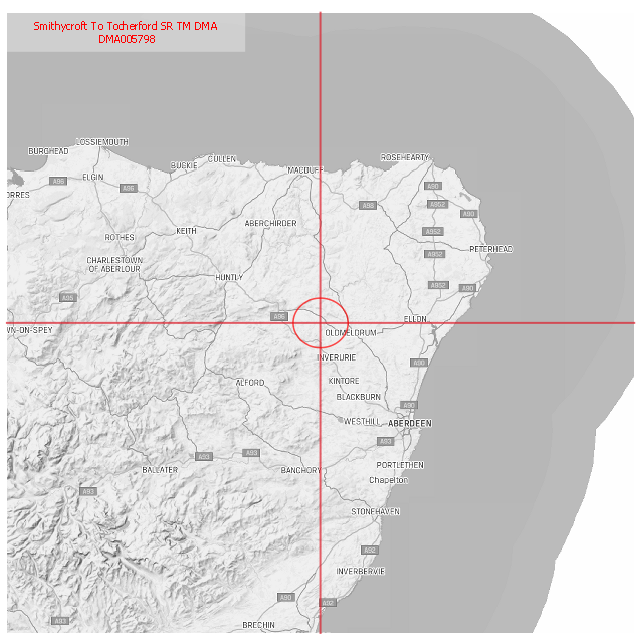 Smithycroft To Tocherford SR TM DMA
DMA005798
LOSSIEMOUTH
BURGHEAD
ROSEHEARTY
CULLEN
BUCKIE
MACDUFF
ELGIN
A96
A96
A90
ORRES
A98
A952
A90
ABERCHIRDER
KEITH
A952
ROTHES
PETERHEAD
A952
CHARLESTOWN
OF ABERLOUR
HUNTLY
A952
A90
A95
A96
ELLON
WN-ON-SPEY
OLDMELDRUM
INVERURIE
A90
ALFORD
KINTORE
BLACKBURN
A90
WESTHILL
ABERDEEN
A93
A93
A93
PORTLETHEN
BALLATER
BANCHORY
Chapelton
A93
STONEHAVEN
A92
INVERBERVIE
A90
A92
A93
BRECHIN